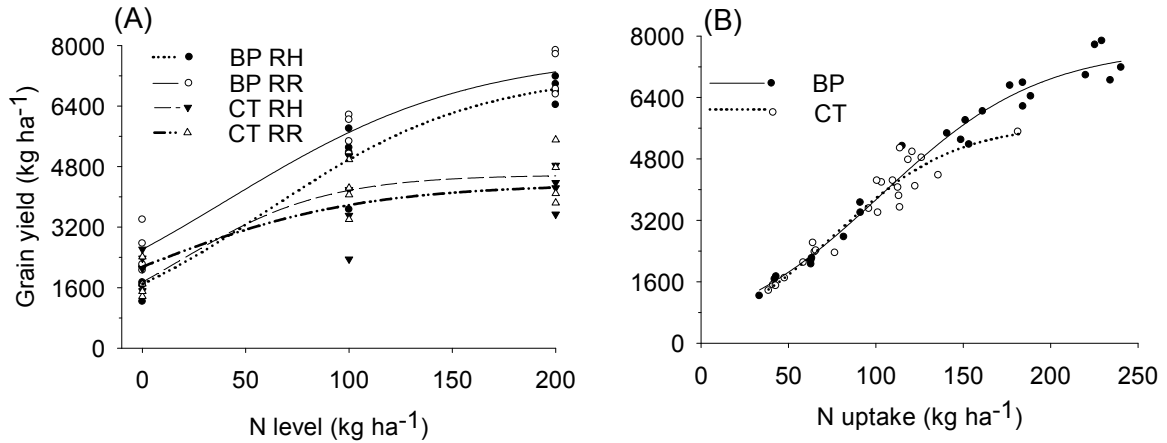 (A)
8000
6400
4800
3200
1600
0
Grain yield (kg ha-1)
BP RH
BP RR
CT RH
CT RR
0 50 100 150 200
N level (kg ha-1)
(B)
8000
6400
4800
3200
1600
0
BP
CT
0 50 100 150 200 250
N uptake (kg ha-1)